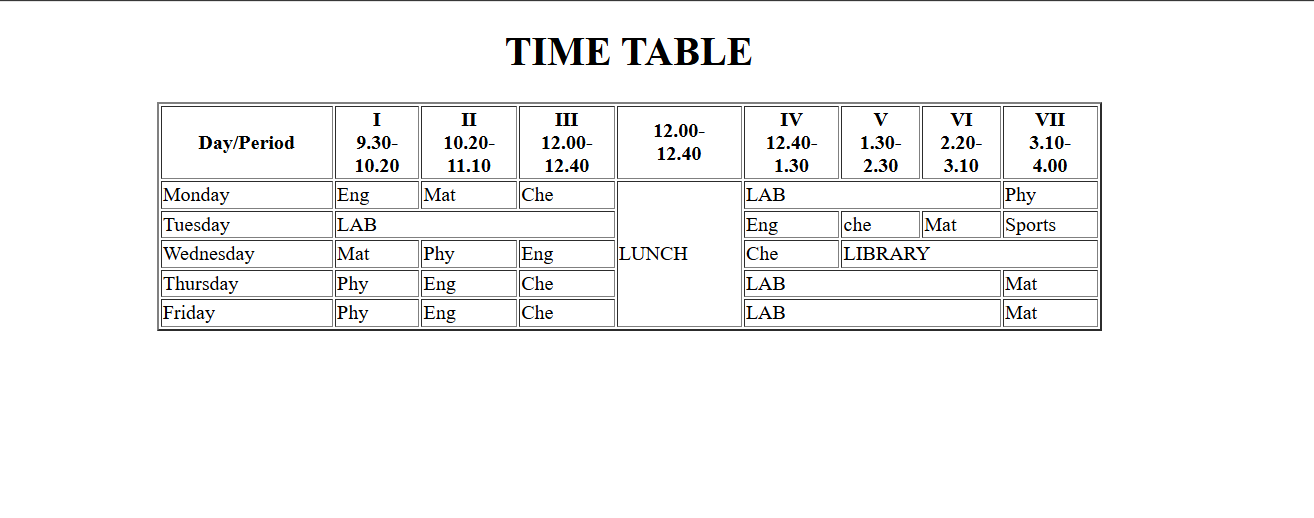 TIME TABLE
Day/Period I 9.30-10.20 II 10.20-11.10 III 12.00-12.40 12.00-12.40 IV 12.40-1.30 V 1.30-2.30 VI 2.20-3.10 VII 3.10-4.00
Monday Eng Mat Che LUNCH LAB Phy
Tuesday LAB Eng che Mat Sports
Wednesday Mat Phy Eng Che LIBRARY
Thursday Phy Eng Che LAB Mat
Friday Phy Eng Che LAB Mat